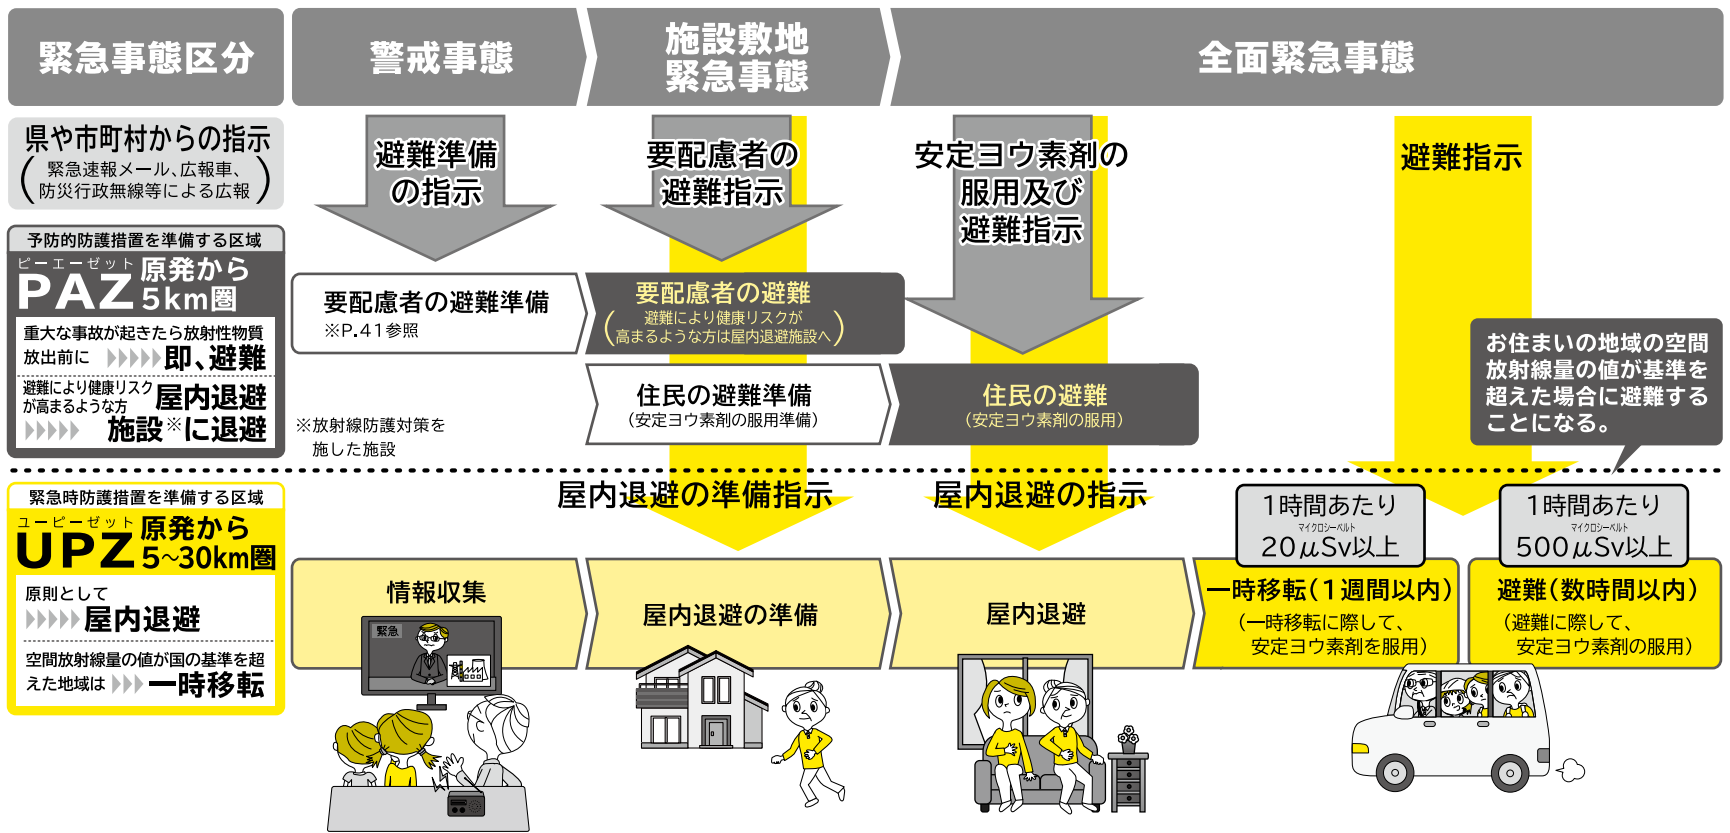 緊急事態区分
警戒事態
施設敷地
緊急事態
全面緊急事態
県や市町村からの指示
(緊急速報メール、広報車、
防災行政無線等による広報)
避難準備
の指示
要配慮者の
避難指示
安定ヨウ素剤の
服用及び
避難指示
避難指示
予防的防護措置を準備する区域
ピーエーゼット
PAZ
原発から
5km圏
重大な事故が起きたら放射性物質
放出前に 即、避難
避難により健康リスク
が高まるような方
屋内退避
施設※に退避
要配慮者の避難準備
※P.41参照
要配慮者の避難
(避難により健康リスクが
高まるような方は屋内退避施設へ)
住民の避難準備
(安定ヨウ素剤の服用準備)
住民の避難
(安定ヨウ素剤の服用)
※放射線防護対策を
施した施設
お住まいの地域の空間
放射線量の値が基準を
超えた場合に避難する
ことになる。
緊急時防護措置を準備する区域
ユーピーゼット
UPZ
原発から
5~30km圏
原則として
屋内退避
空間放射線量の値が国の基準を超
えた地域は 一時移転
屋内退避の準備指示
屋内退避の指示
1時間あたり
マイクロシーベルト
20μSv以上
1時間あたり
マイクロシーベルト
500μSv以上
情報収集
緊急
屋内退避の準備
屋内退避
一時移転(1週間以内)
(一時移転に際して、
安定ヨウ素剤を服用)
避難(数時間以内)
(避難に際して、
安定ヨウ素剤の服用)